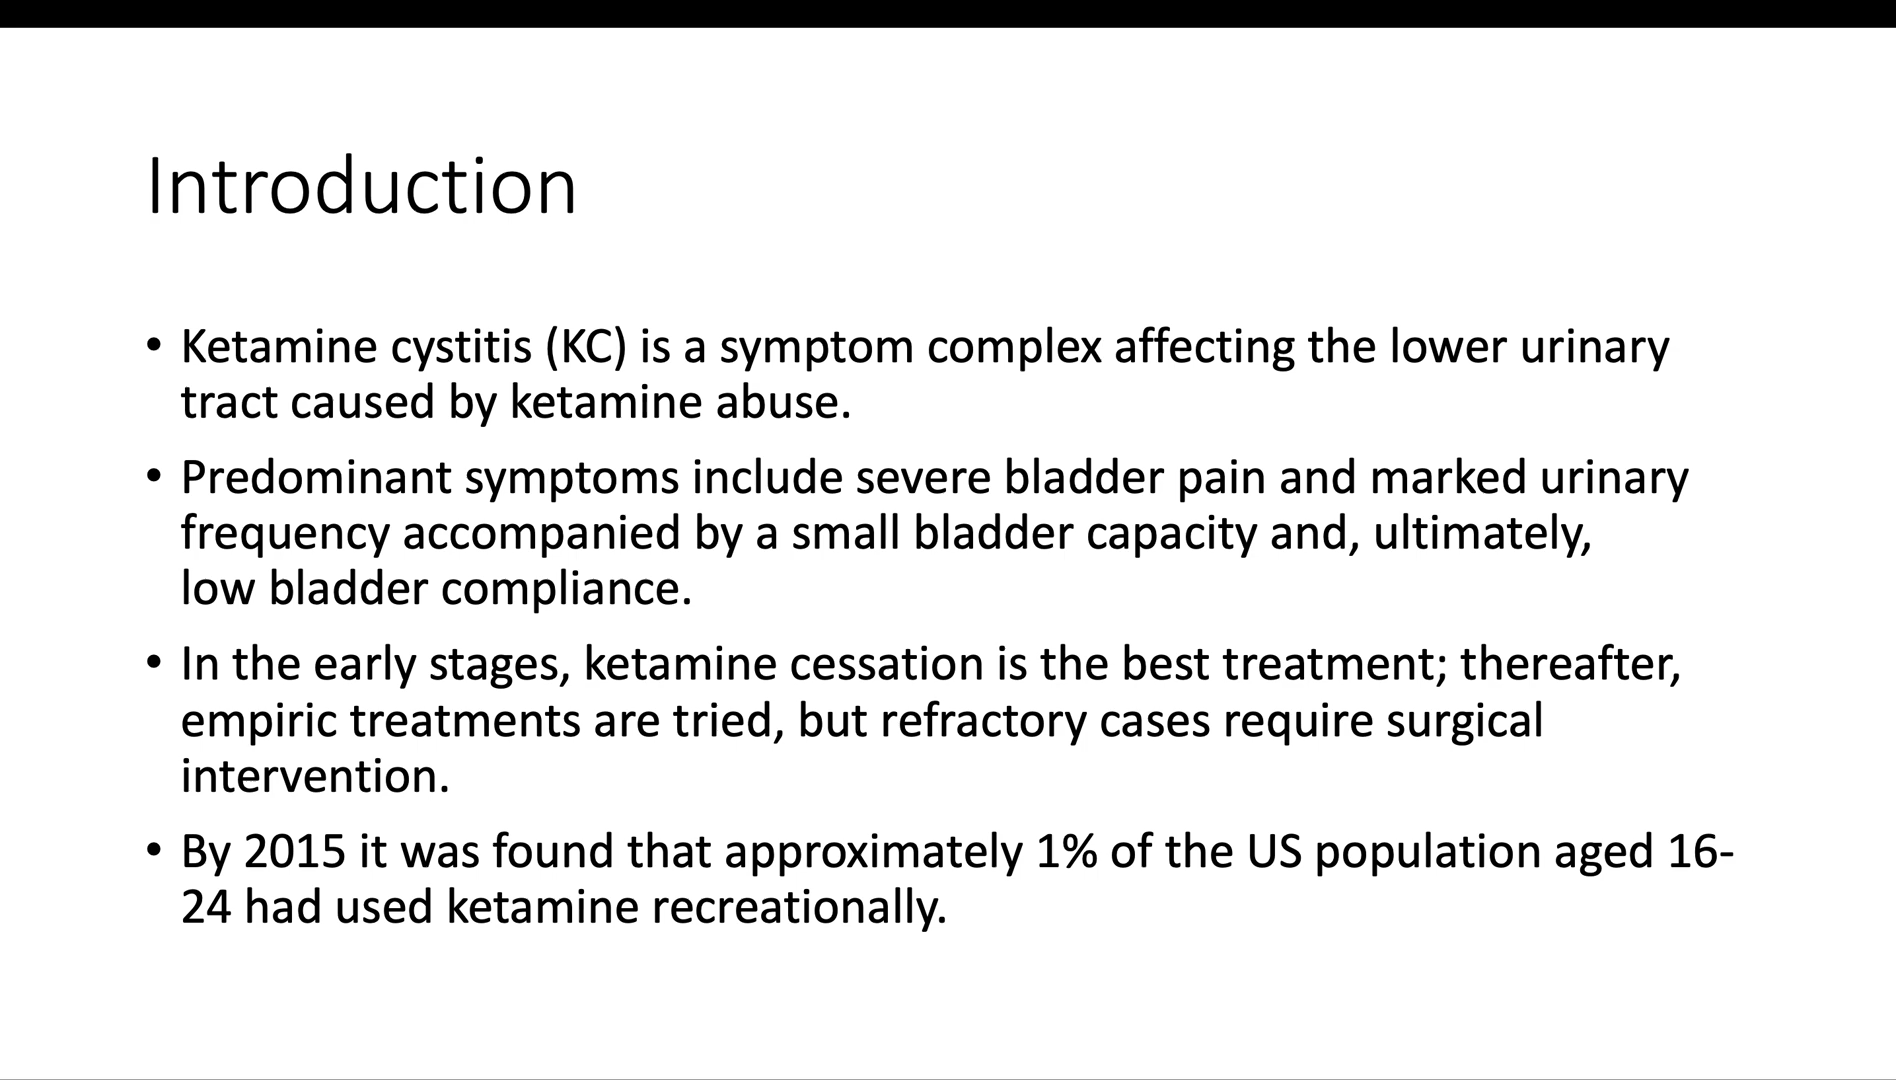 Introduction
• Ketamine cystitis (KC) is a symptom complex affecting the lower urinary
tract caused by ketamine abuse.
• Predominant symptoms include severe bladder pain and marked urinary
frequency accompanied by a small bladder capacity and, ultimately,
low bladder compliance.
• In the early stages, ketamine cessation is the best treatment; thereafter,
empiric treatments are tried, but refractory cases require surgical
intervention.
• By 2015 it was found that approximately 1% of the US population aged 16-
24 had used ketamine recreationally.